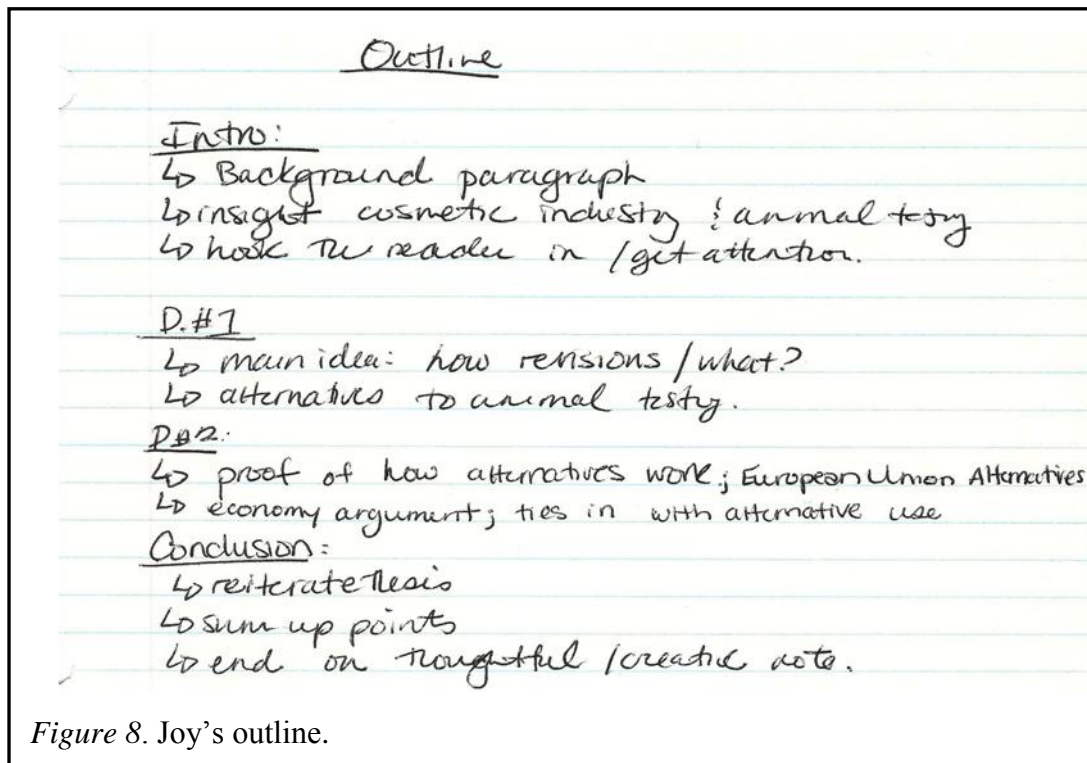 Outline
Intro:
↳ Background paragraph
↳ insight cosmetic industry & animal testing
↳ hook the reader in / get attention.
P.#1
↳ main idea: how revisions / what?
↳ alternatives to animal testing.
P#2:
↳ proof of how alternatives work; European Union Alternatives
↳ economy argument; ties in with alternative use
Conclusion:
↳ reiterate thesis
↳ sum up points
↳ end on thoughtful / creative note.
Figure 8. Joy's outline.